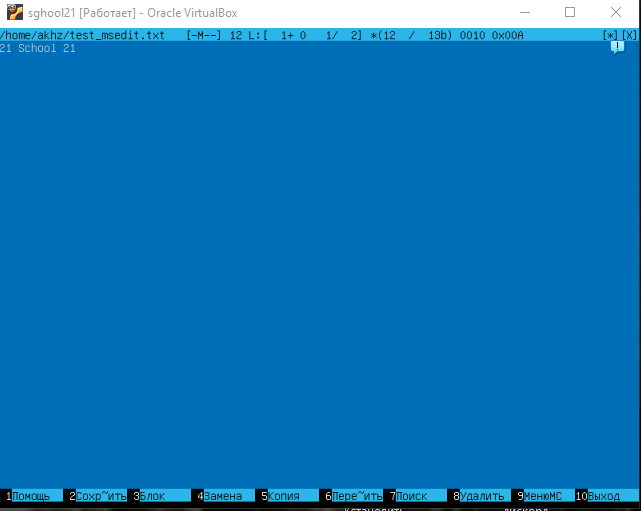 sghool21 [Работает] - Oracle VirtualBox
/home/akhz/test_msedit.txt [-M--] 12 L:[ 1+ 0 1/ 2] *(12 / 13b) 0010 0x00A [*][X]
21 School 21
1Помощь 2Сохр~ить 3Блок 4Замена 5Копия 6Пере~ить 7Поиск 8Удалить 9МенюMC 10Выход